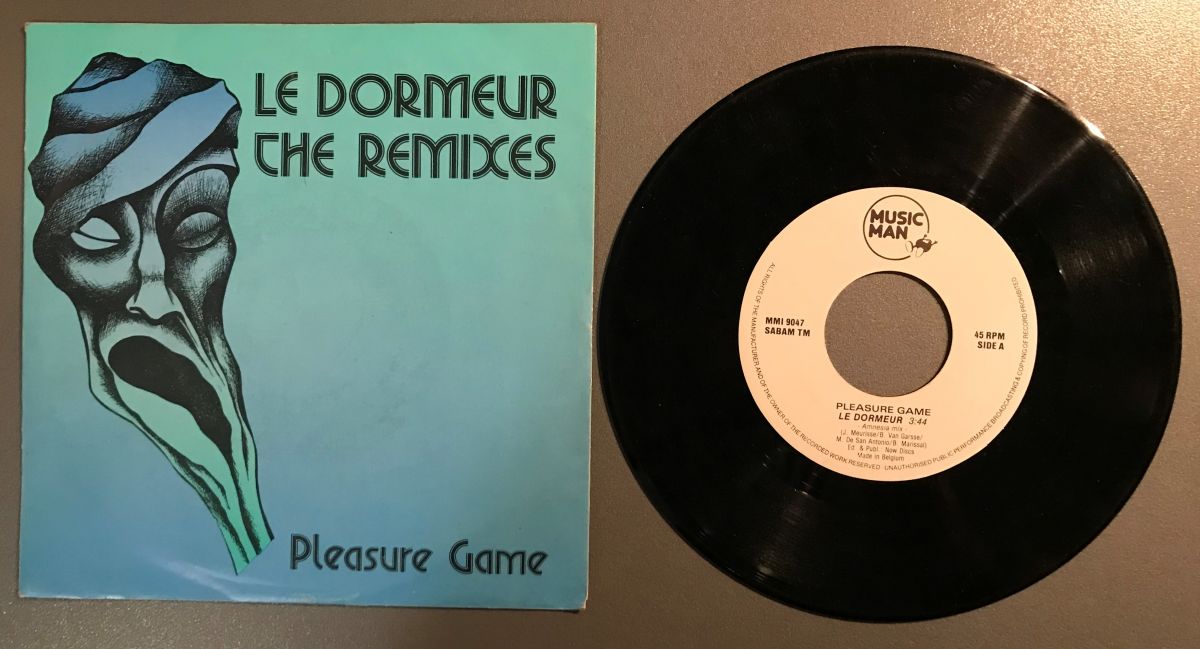 LE DORMEUR
THE REMIXES
Pleasure Game
MUSIC
MAN
MMI 9047
SABAM TM
45 RPM
SIDE A
PLEASURE GAME
LE DORMEUR 3:44
- Amnesia mix -
(J. Meurisse/B. Van Garsse/
M. De San Antonio/B. Marissal)
Ed. & Publ.: New Discs
Made in Belgium
ALL RIGHTS OF THE MANUFACTURER AND OF THE OWNER OF THE RECORDED WORK RESERVED UNAUTHORISED PUBLIC PERFORMANCE BROADCASTING & COPYING OF RECORD PROHIBITED